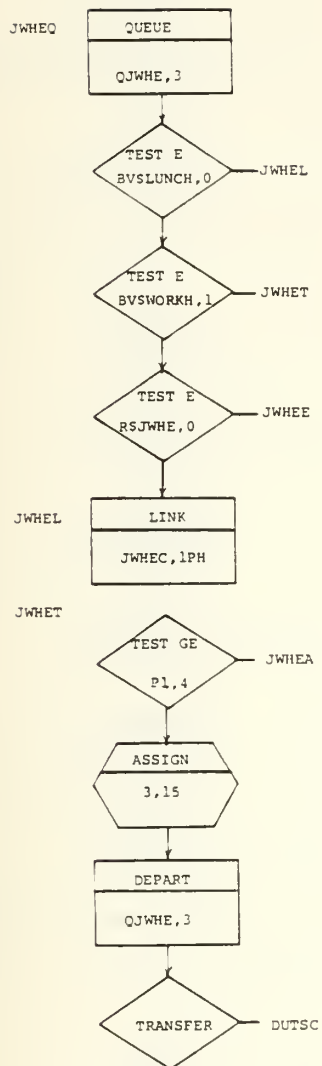 JWHEQ QUEUE
QJWHE,3
TEST E
BVSLUNCH,0 JWHEL
TEST E
BVSWORKH,1 JWHET
TEST E
RSJWHE,0 JWHEE
JWHEL LINK
JWHEC,1PH
JWHET
TEST GE
P1,4 JWHEA
ASSIGN
3,15
DEPART
QJWHE,3
TRANSFER DUTSC